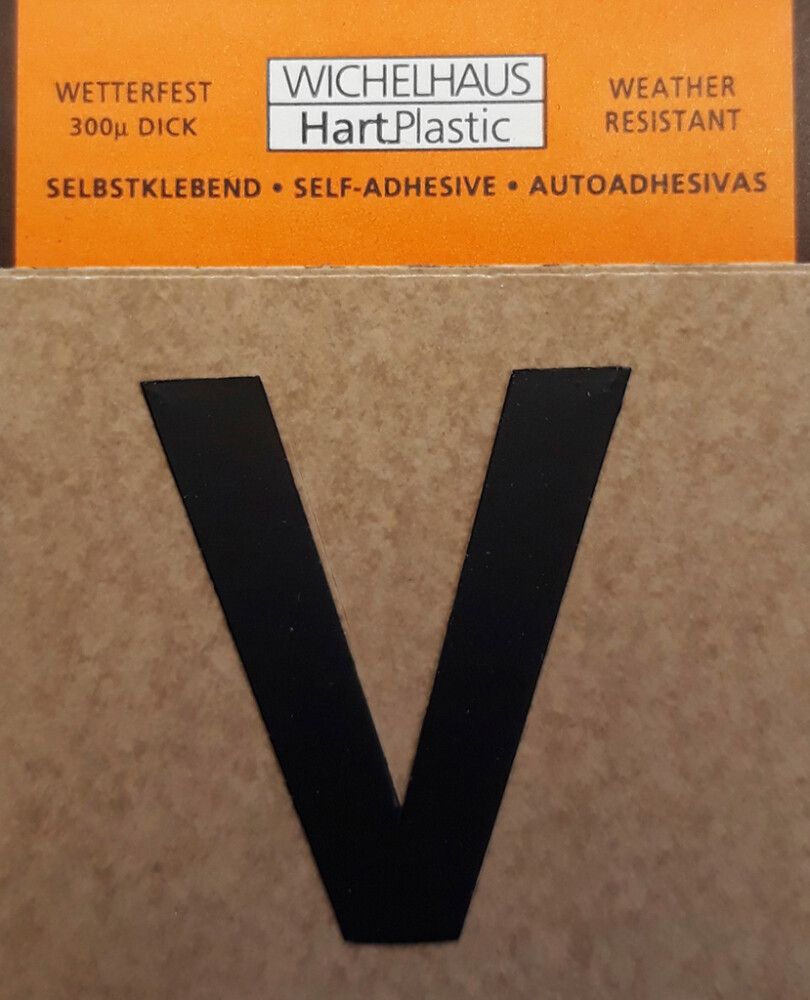 WETTERFEST
300µ DICK
WICHELHAUS
HartPlastic
WEATHER
RESISTANT
SELBSTKLEBEND • SELF-ADHESIVE • AUTOADHESIVAS
V